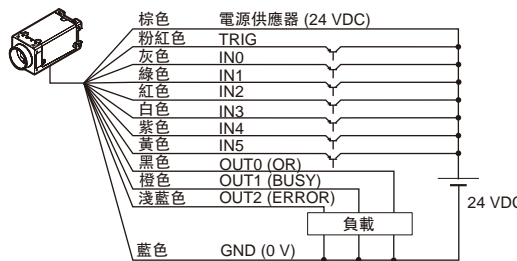 棕色 電源供應器 (24 VDC)
粉紅色 TRIG
灰色 IN0
綠色 IN1
紅色 IN2
白色 IN3
紫色 IN4
黃色 IN5
黑色 OUT0 (OR)
橙色 OUT1 (BUSY)
淺藍色 OUT2 (ERROR)
24 VDC
負載
藍色 GND (0 V)